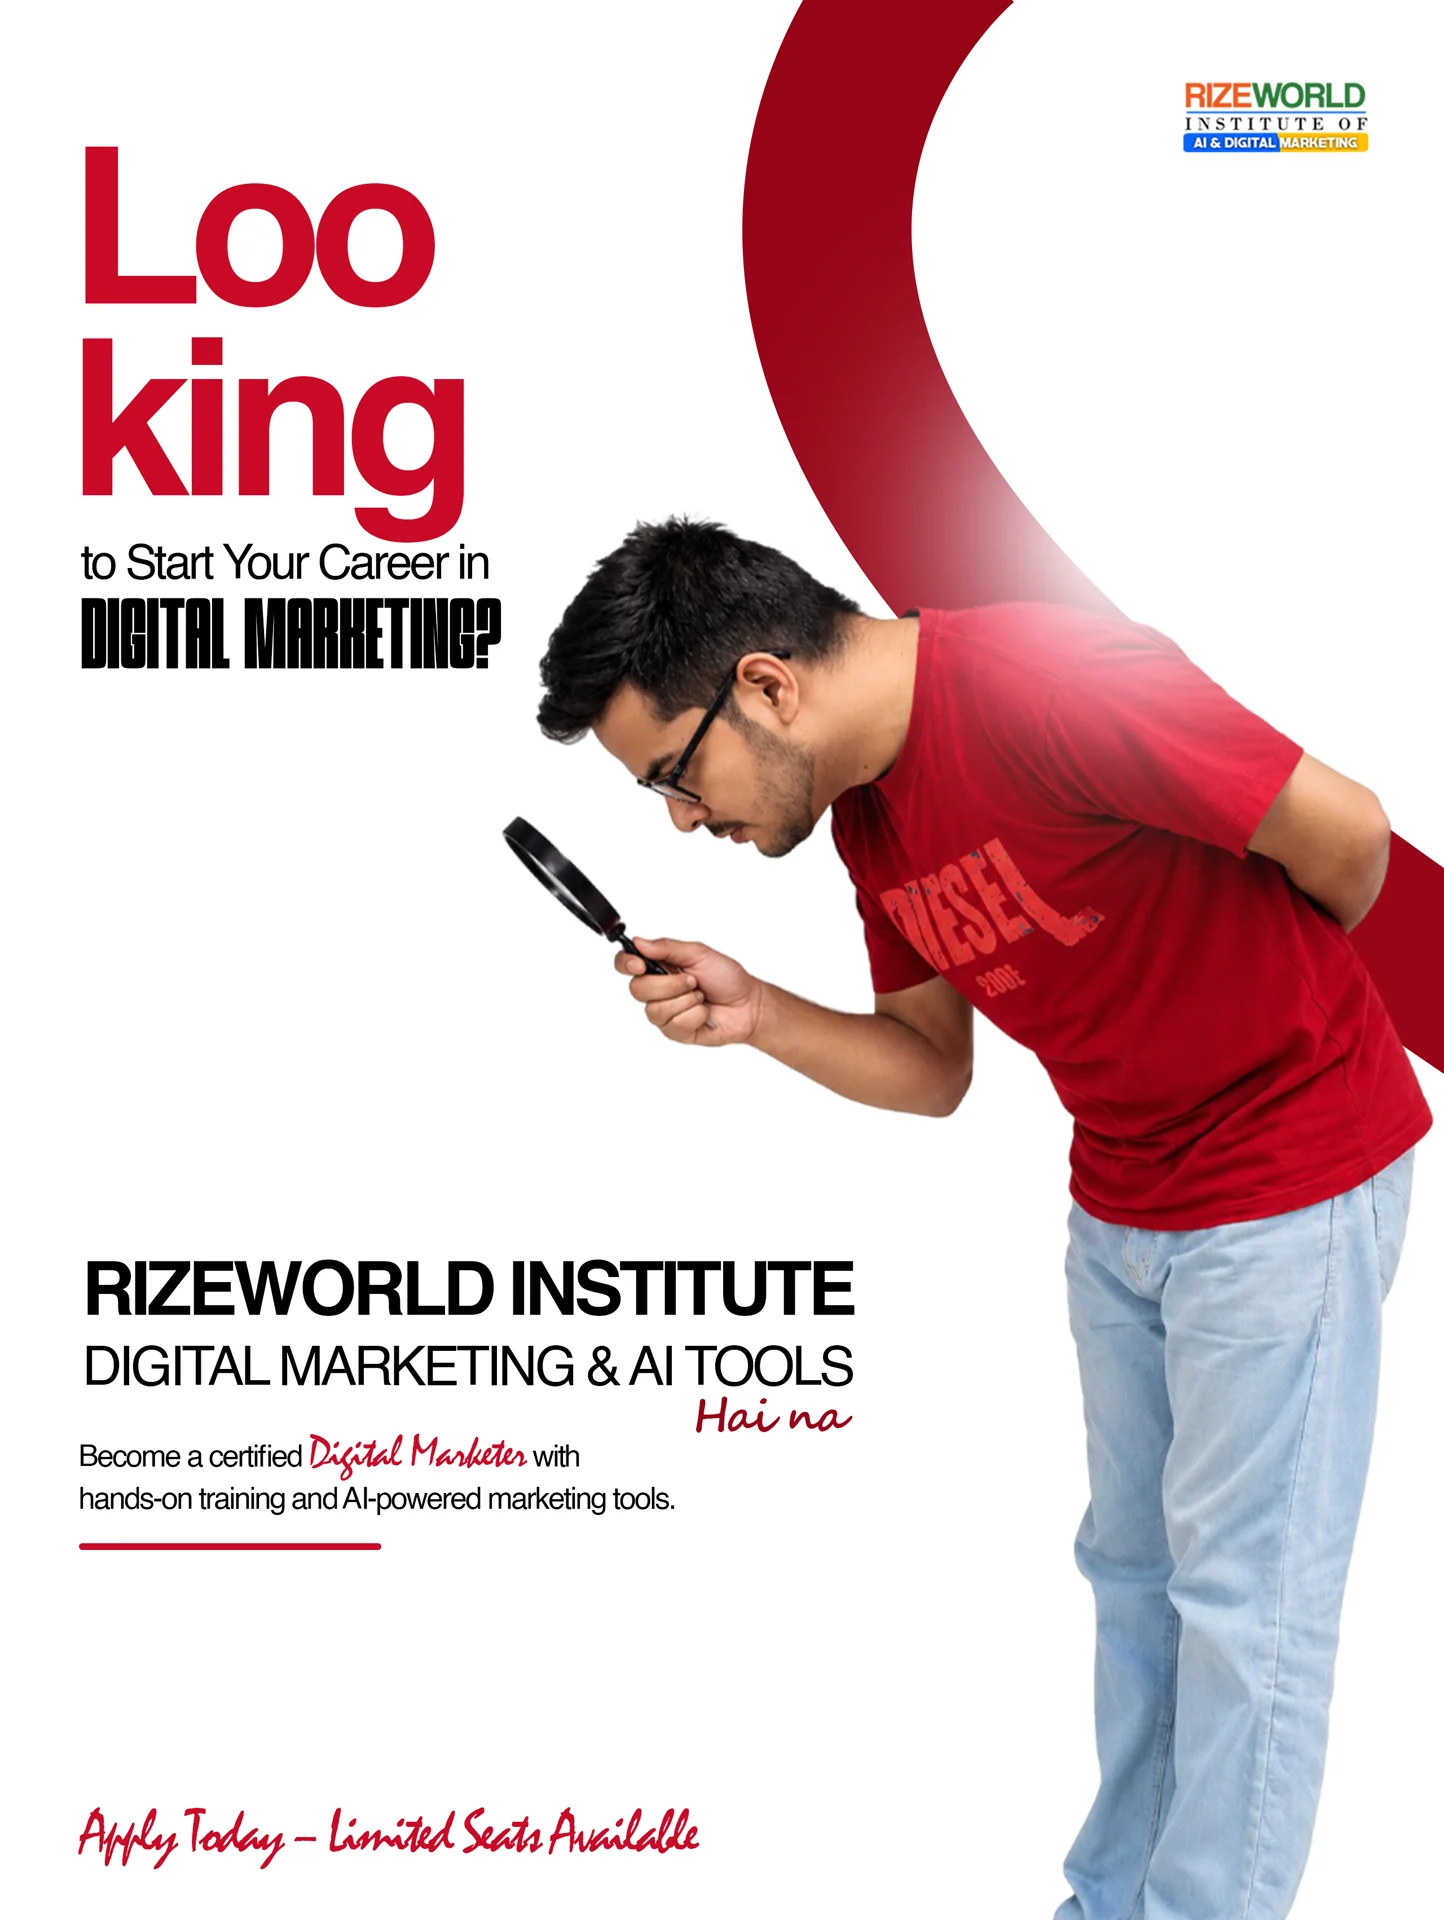 RIZEWORLD
INSTITUTE OF
AI & DIGITAL MARKETING
Loo
king
to Start Your Career in
DIGITAL MARKETING?
DIESEL
RIZEWORLD INSTITUTE
DIGITAL MARKETING & AI TOOLS
Hai na
Become a certified Digital Marketer with
hands-on training and AI-powered marketing tools.
Apply Today – Limited Seats Available